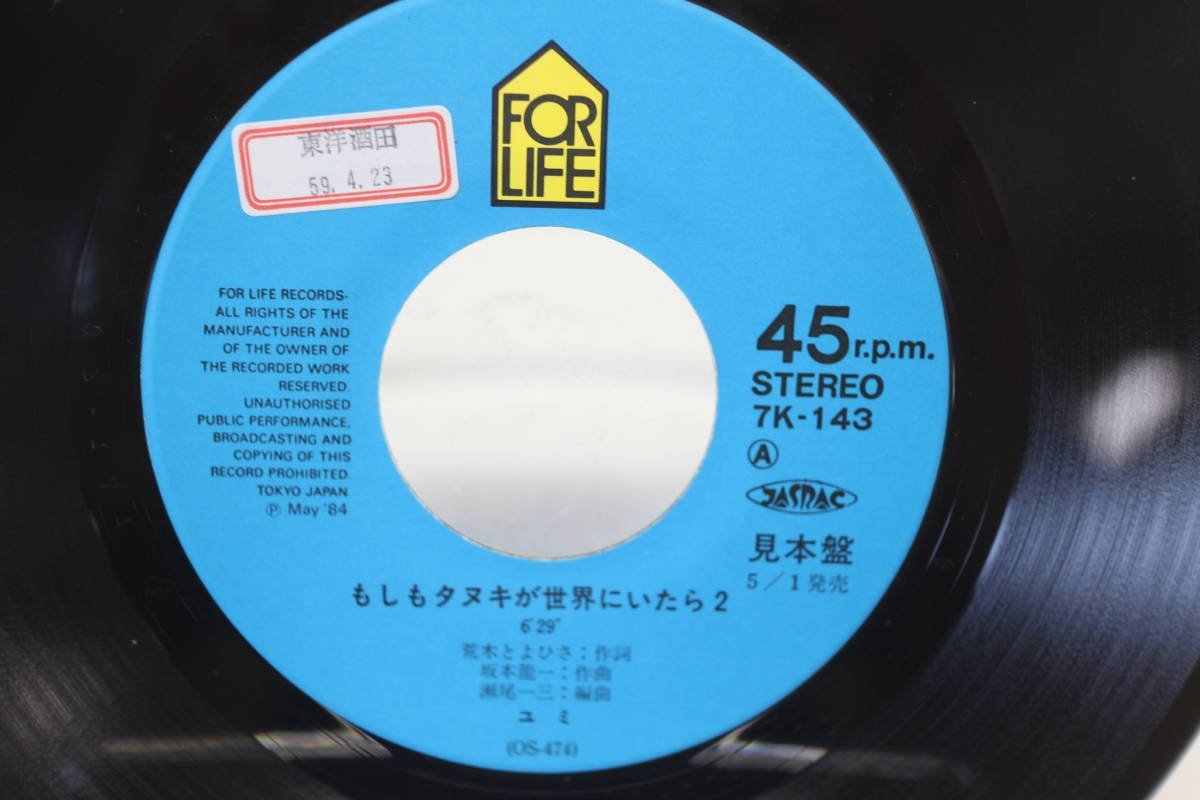 FOR
LIFE
東洋酒田
59. 4. 23
FOR LIFE RECORDS-
ALL RIGHTS OF THE
MANUFACTURER AND
OF THE OWNER OF
THE RECORDED WORK
RESERVED.
UNAUTHORISED
PUBLIC PERFORMANCE,
BROADCASTING AND
COPYING OF THIS
RECORD PROHIBITED.
TOKYO JAPAN.
Ⓟ May '84
45 r.p.m.
STEREO
7K-143
Ⓐ
JASRAC
見本盤
5/1発売
もしもタヌキが世界にいたら2
6'29"
荒木とよひさ:作詞
坂本龍一:作曲
瀬尾一三:編曲
ユミ
(OS-474)